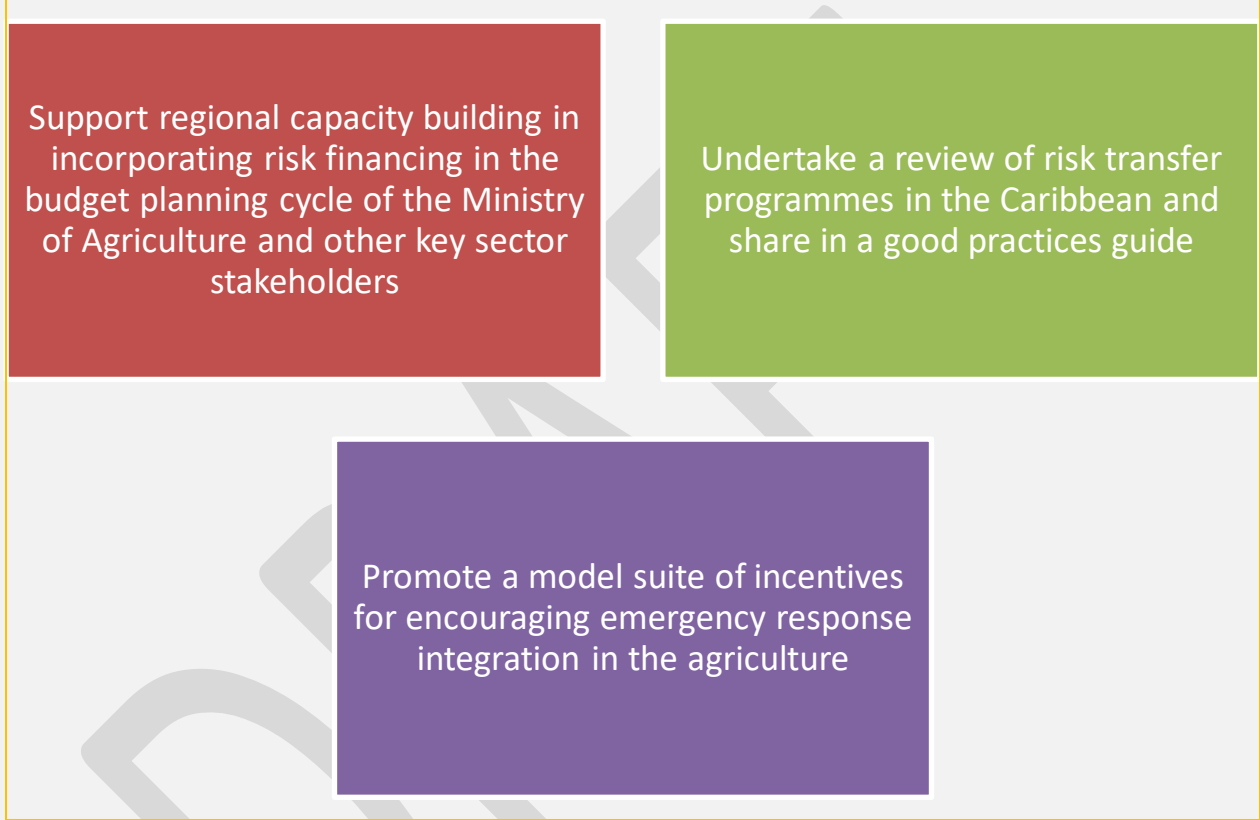 Support regional capacity building in
incorporating risk financing in the
budget planning cycle of the Ministry
of Agriculture and other key sector
stakeholders
Undertake a review of risk transfer
programmes in the Caribbean and
share in a good practices guide
Promote a model suite of incentives
for encouraging emergency response
integration in the agriculture